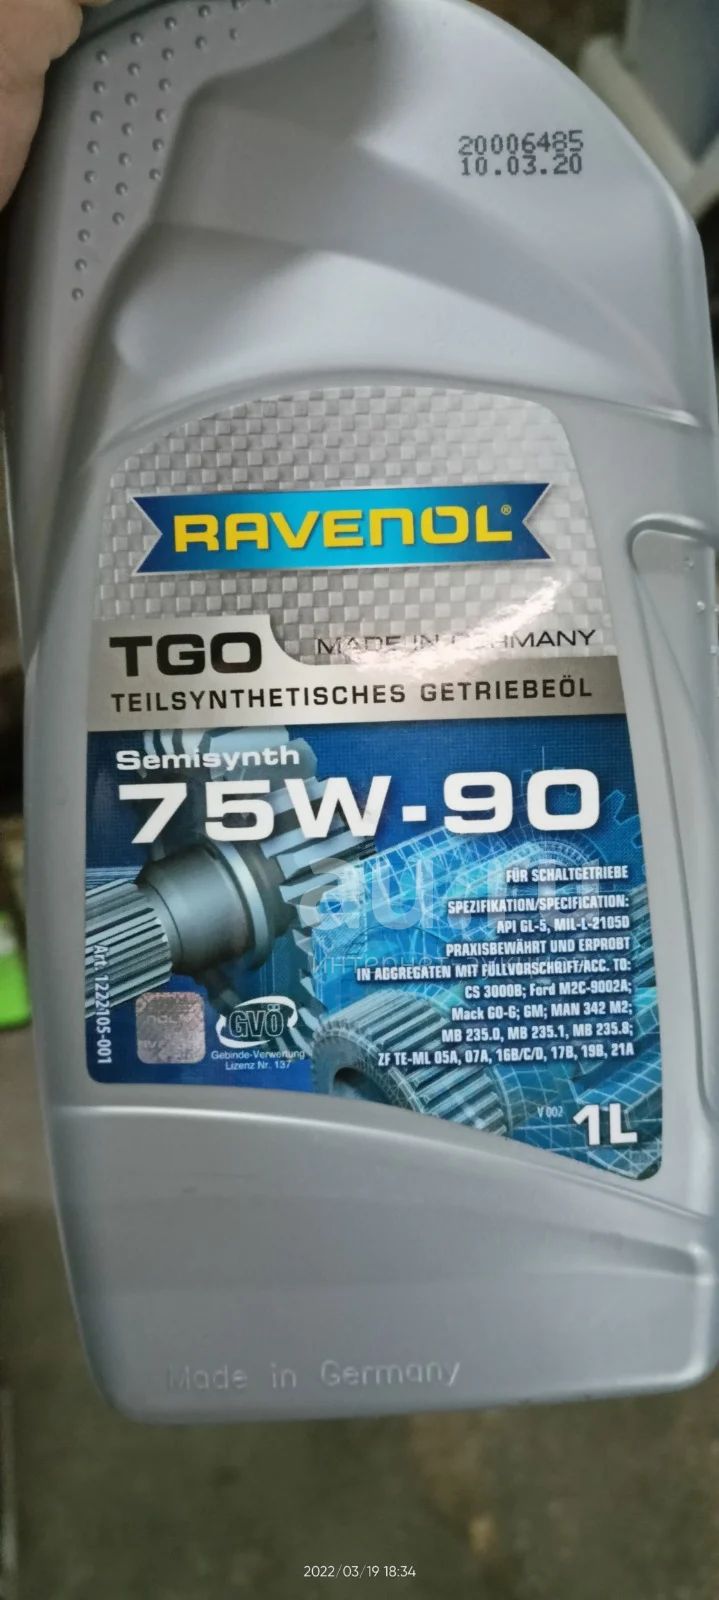 20006485
10.03.20
RAVENOL®
TGO
MADE IN GERMANY
TEILSYNTHETISCHES GETRIEBEÖL
Semisynth
75W-90
FÜR SCHALTGETRIEBE
SPEZIFIKATION/SPECIFICATION:
API GL-5, MIL-L-2105D
PRAXISBEWÄHRT UND ERPROBT
IN AGGREGATEN MIT FÜLLVORSCHRIFT/ACC. TO:
CS 3000B; Ford M2C-9002A;
Mack GO-G; GM; MAN 342 M2;
MB 235.0, MB 235.1, MB 235.8;
ZF TE-ML 05A, 07A, 16B/C/D, 17B, 19B, 21A
Art. 1222105-001
GVÖ
Gebinde-Verwertung
Lizenz Nr. 137
V 002
1L
au.ru
интернет аукцион
Made in Germany
2022/03/19 18:34